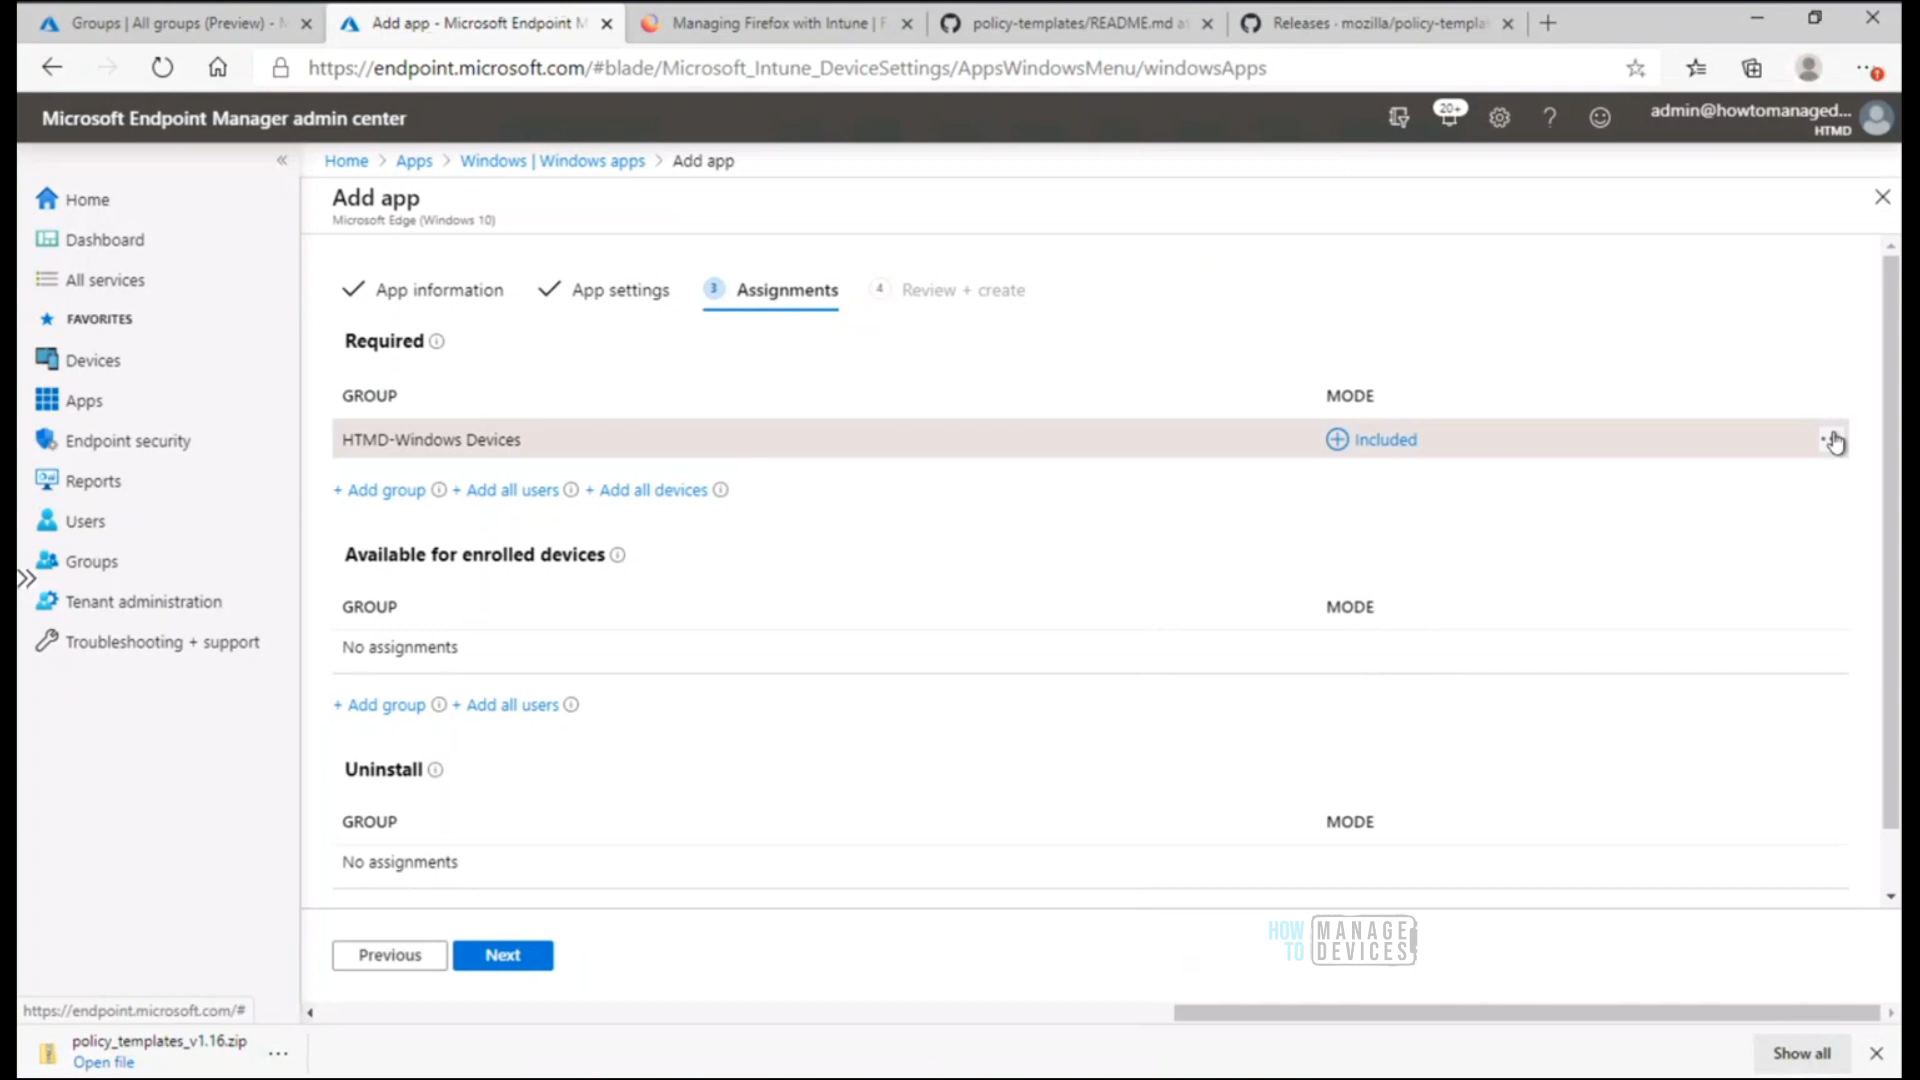 Groups | All groups (Preview) - M
Add app - Microsoft Endpoint M
Managing Firefox with Intune | F
policy-templates/README.md at
Releases · mozilla/policy-templat
https://endpoint.microsoft.com/#blade/Microsoft_Intune_DeviceSettings/AppsWindowsMenu/windowsApps
Microsoft Endpoint Manager admin center
20+
admin@howtomanaged...
HTMD
Home > Apps > Windows | Windows apps > Add app
Add app
Microsoft Edge (Windows 10)
Home
Dashboard
All services
FAVORITES
Devices
Apps
Endpoint security
Reports
Users
Groups
Tenant administration
Troubleshooting + support
App information
App settings
3 Assignments
4 Review + create
Required
GROUP MODE
HTMD-Windows Devices Included
+ Add group + Add all users + Add all devices
Available for enrolled devices
GROUP MODE
No assignments
+ Add group + Add all users
Uninstall
GROUP MODE
No assignments
Previous Next
HOW TO MANAGE DEVICES
https://endpoint.microsoft.com/#
policy_templates_v1.16.zip
Open file
Show all